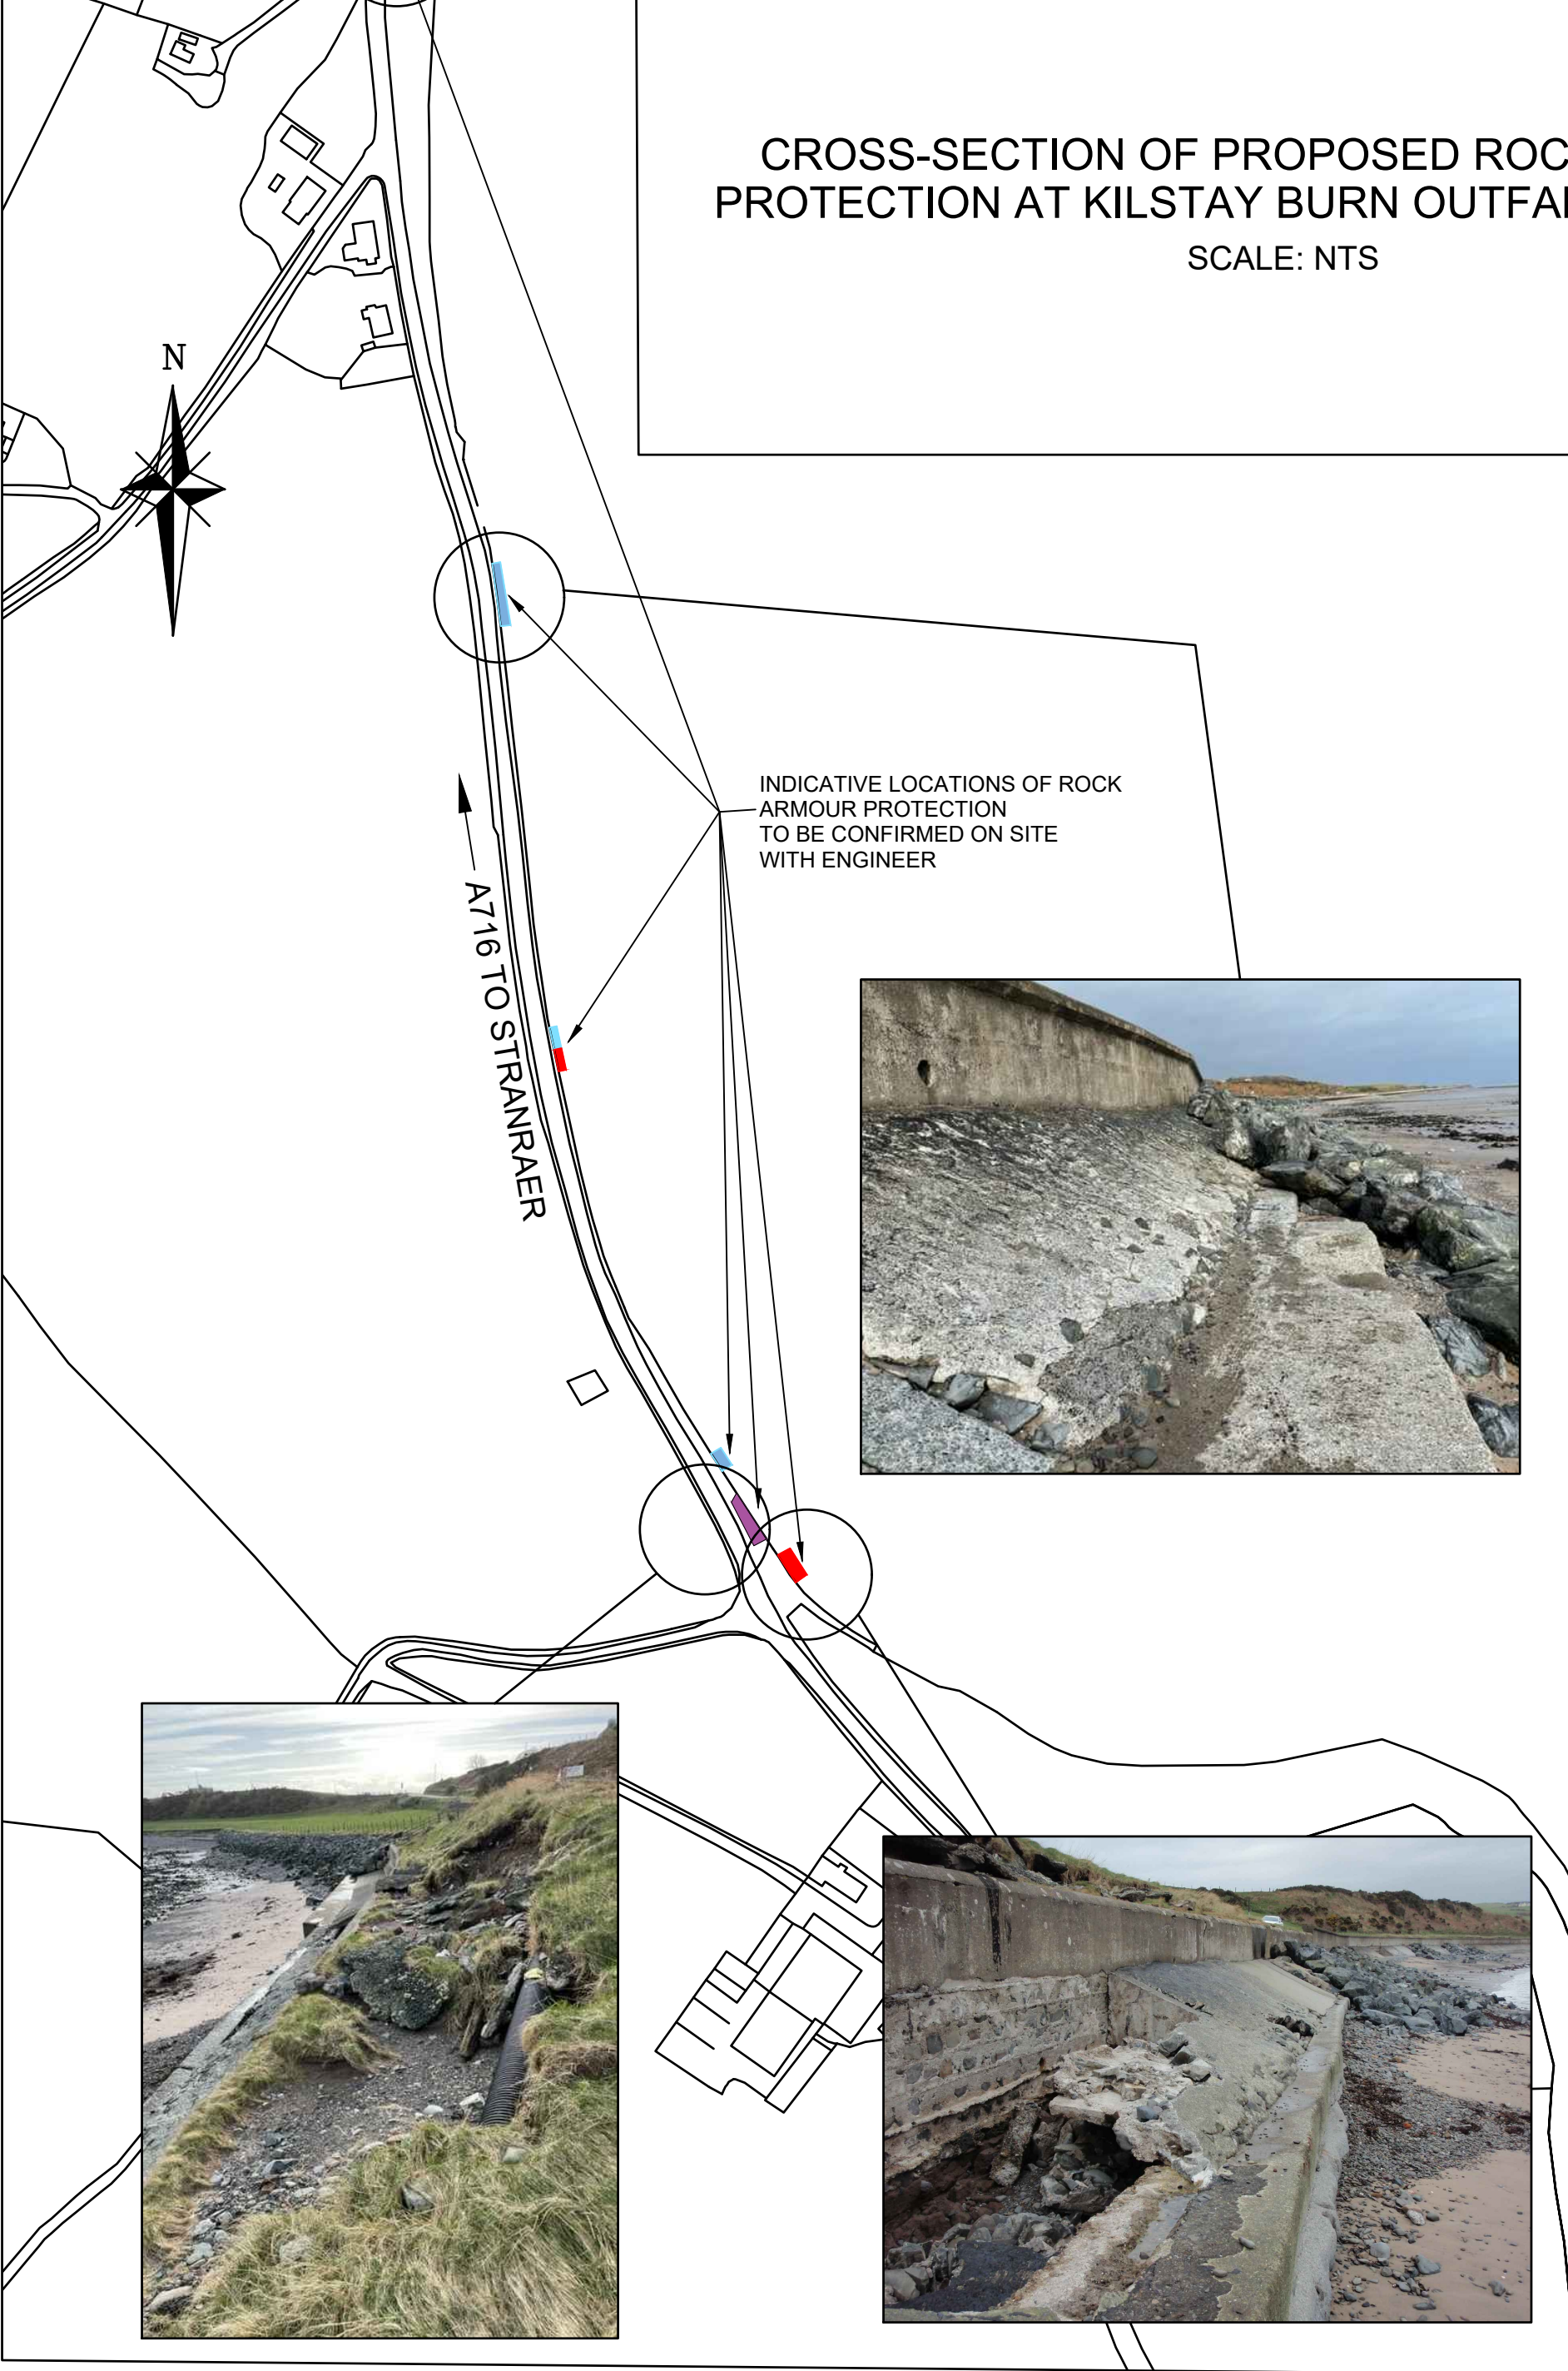 CROSS-SECTION OF PROPOSED ROC
PROTECTION AT KILSTAY BURN OUTFA
SCALE: NTS
N
INDICATIVE LOCATIONS OF ROCK
ARMOUR PROTECTION
TO BE CONFIRMED ON SITE
WITH ENGINEER
A716 TO STRANRAER